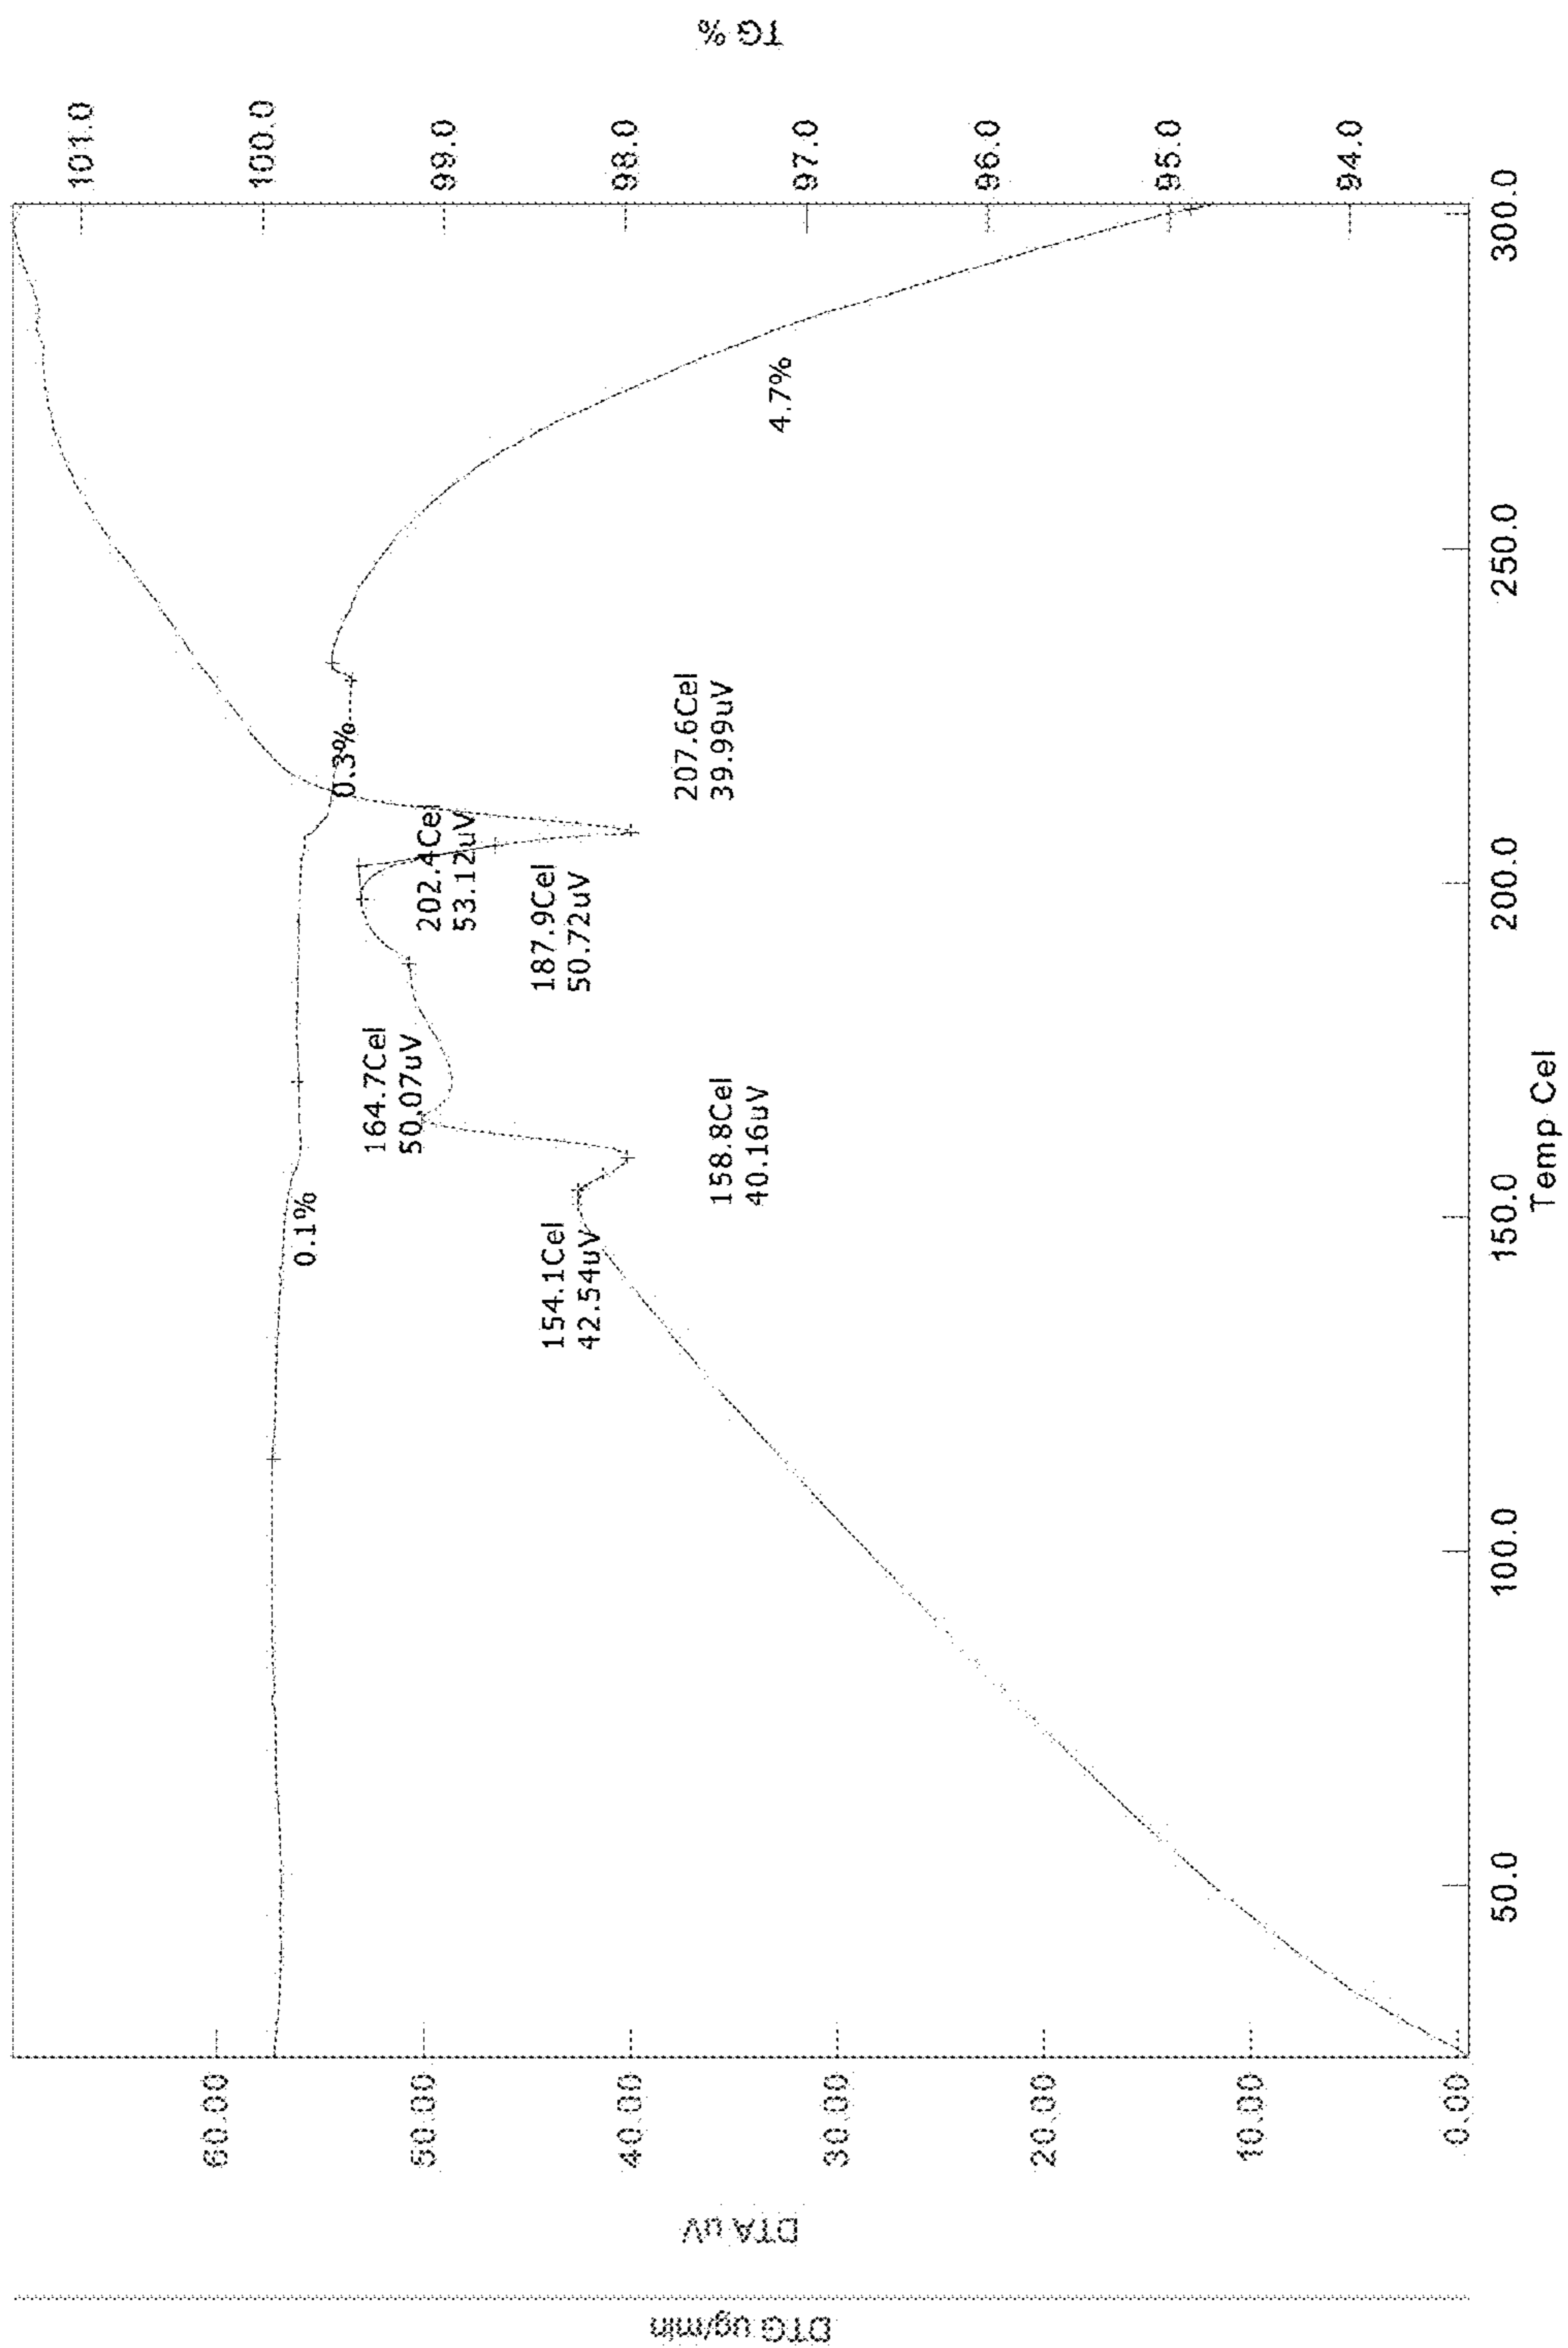 DTG ug/min
DTA uV
60.00
50.00
40.00
30.00
20.00
10.00
0.00
TG %
101.0
100.0
99.0
98.0
97.0
96.0
95.0
94.0
0.1%
0.3%
4.7%
154.1Cel
42.54uV
158.8Cel
40.16uV
164.7Cel
50.07uV
187.9Cel
50.72uV
202.4Cel
53.12uV
207.6Cel
39.99uV
50.0
100.0
150.0
200.0
250.0
300.0
Temp Cel